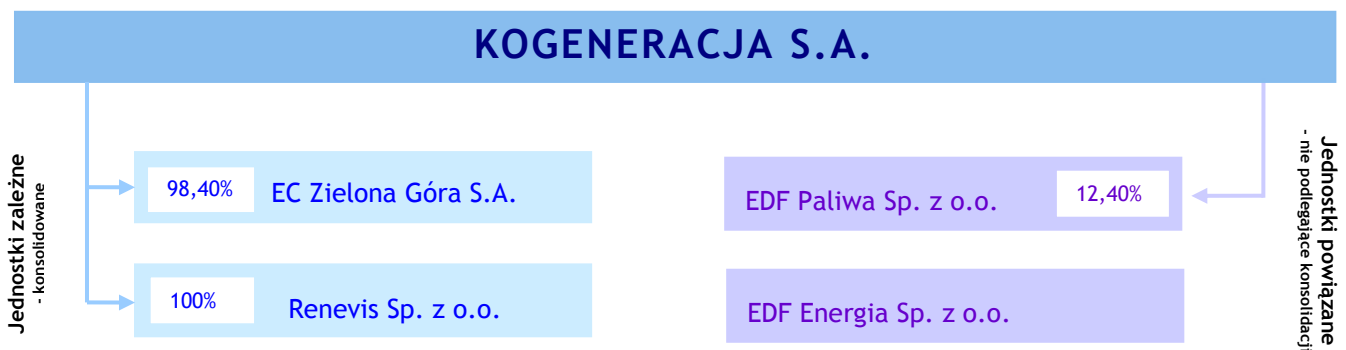 KOGENERACJA S.A.
Jednostki zależne
- konsolidowane
98,40% EC Zielona Góra S.A.
100% Renevis Sp. z o.o.
EDF Paliwa Sp. z o.o. 12,40%
EDF Energia Sp. z o.o.
Jednostki powiązane
- nie podlegające konsolidacji